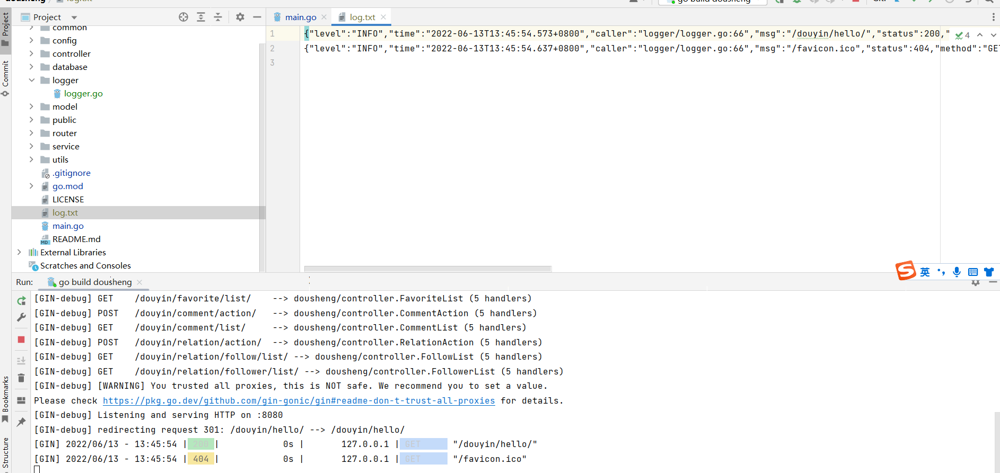 dousheng log.txt go build dousheng Git:
Project
main.go
log.txt
Project
Commit
Bookmarks
Structure
common
config
controller
database
logger
logger.go
model
public
router
service
utils
.gitignore
go.mod
LICENSE
log.txt
main.go
README.md
External Libraries
Scratches and Consoles
1 {"level":"INFO","time":"2022-06-13T13:45:54.573+0800","caller":"logger/logger.go:66","msg":"/douyin/hello/","status":200," 4
2 {"level":"INFO","time":"2022-06-13T13:45:54.637+0800","caller":"logger/logger.go:66","msg":"/favicon.ico","status":404,"method":"GE
3
英
Run: go build dousheng
[GIN-debug] GET /douyin/favorite/list/ --> dousheng/controller.FavoriteList (5 handlers)
[GIN-debug] POST /douyin/comment/action/ --> dousheng/controller.CommentAction (5 handlers)
[GIN-debug] GET /douyin/comment/list/ --> dousheng/controller.CommentList (5 handlers)
[GIN-debug] POST /douyin/relation/action/ --> dousheng/controller.RelationAction (5 handlers)
[GIN-debug] GET /douyin/relation/follow/list/ --> dousheng/controller.FollowList (5 handlers)
[GIN-debug] GET /douyin/relation/follower/list/ --> dousheng/controller.FollowerList (5 handlers)
[GIN-debug] [WARNING] You trusted all proxies, this is NOT safe. We recommend you to set a value.
Please check https://pkg.go.dev/github.com/gin-gonic/gin#readme-don-t-trust-all-proxies for details.
[GIN-debug] Listening and serving HTTP on :8080
[GIN-debug] redirecting request 301: /douyin/hello/ --> /douyin/hello/
[GIN] 2022/06/13 - 13:45:54 | 200 | 0s | 127.0.0.1 | GET "/douyin/hello/"
[GIN] 2022/06/13 - 13:45:54 | 404 | 0s | 127.0.0.1 | GET "/favicon.ico"